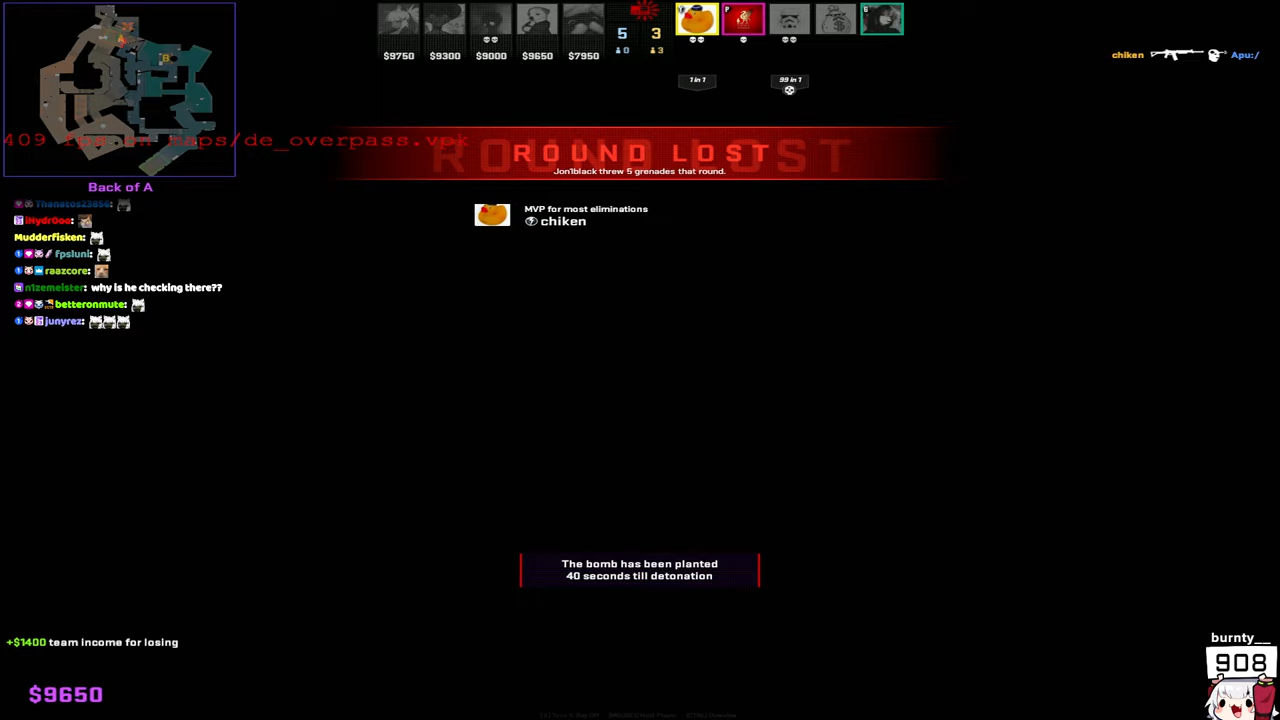 $9750 $9300 $9000 $9650 $7950
5 3
0 3
1 in 1
99 in 1
chiken Apu:/
409 fps on maps/de_overpass.vpk
ROUND LOST
Jon1black threw 5 grenades that round.
Back of A
MVP for most eliminations
chiken
Thanatos23856:
iHydr0oo:
Mudderfisken:
fpsluni:
raazcore:
n1zemeister: why is he checking there??
betteronmute:
junyrez:
The bomb has been planted
40 seconds till detonation
+$1400 team income for losing
$9650
burnty__
908